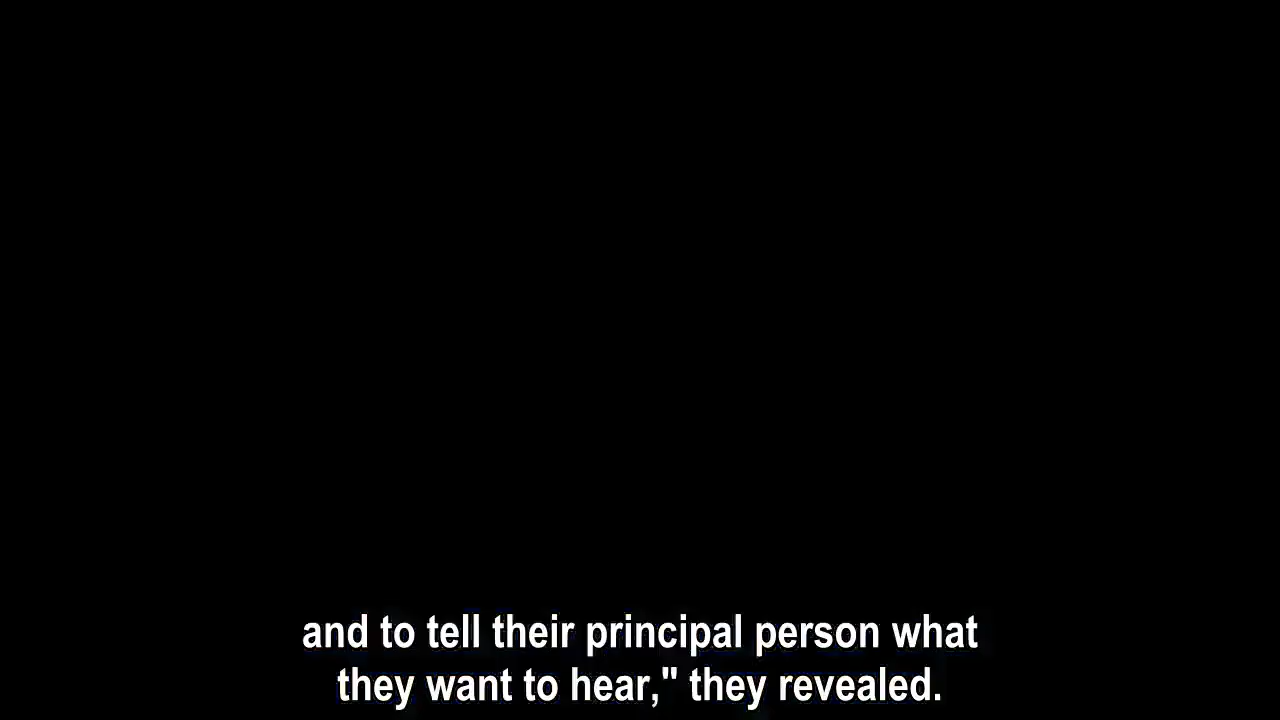 and to tell their principal person what
they want to hear," they revealed.